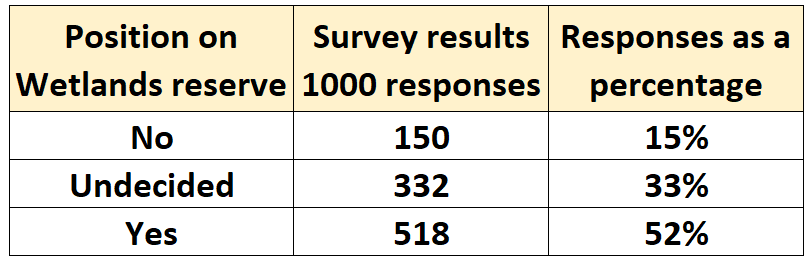 Position on Survey results Responses as a
Wetlands reserve 1000 responses percentage
No 150 15%
Undecided 332 33%
Yes 518 52%